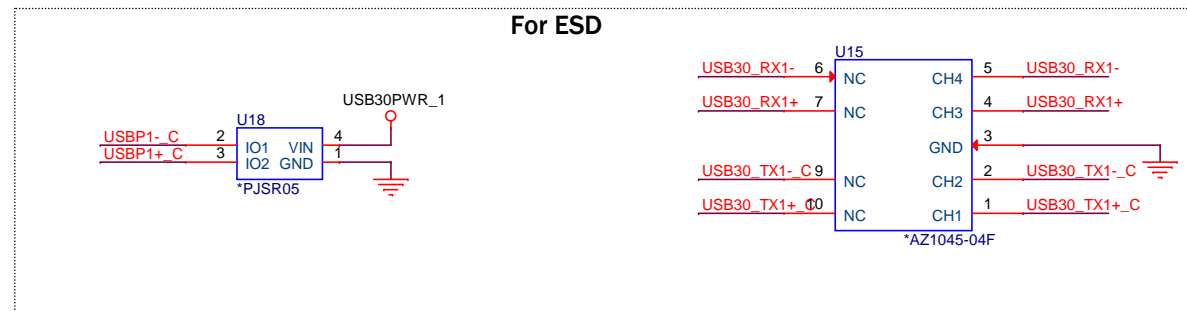 For ESD
U18
USB30PWR_1
USBP1-_C 2 IO1 VIN 4
USBP1+_C 3 IO2 GND 1
*PJSR05
U15
USB30_RX1- 6 NC CH4 5 USB30_RX1-
USB30_RX1+ 7 NC CH3 4 USB30_RX1+
GND 3
USB30_TX1-_C 9 NC CH2 2 USB30_TX1-_C
USB30_TX1+_C 10 NC CH1 1 USB30_TX1+_C
*AZ1045-04F